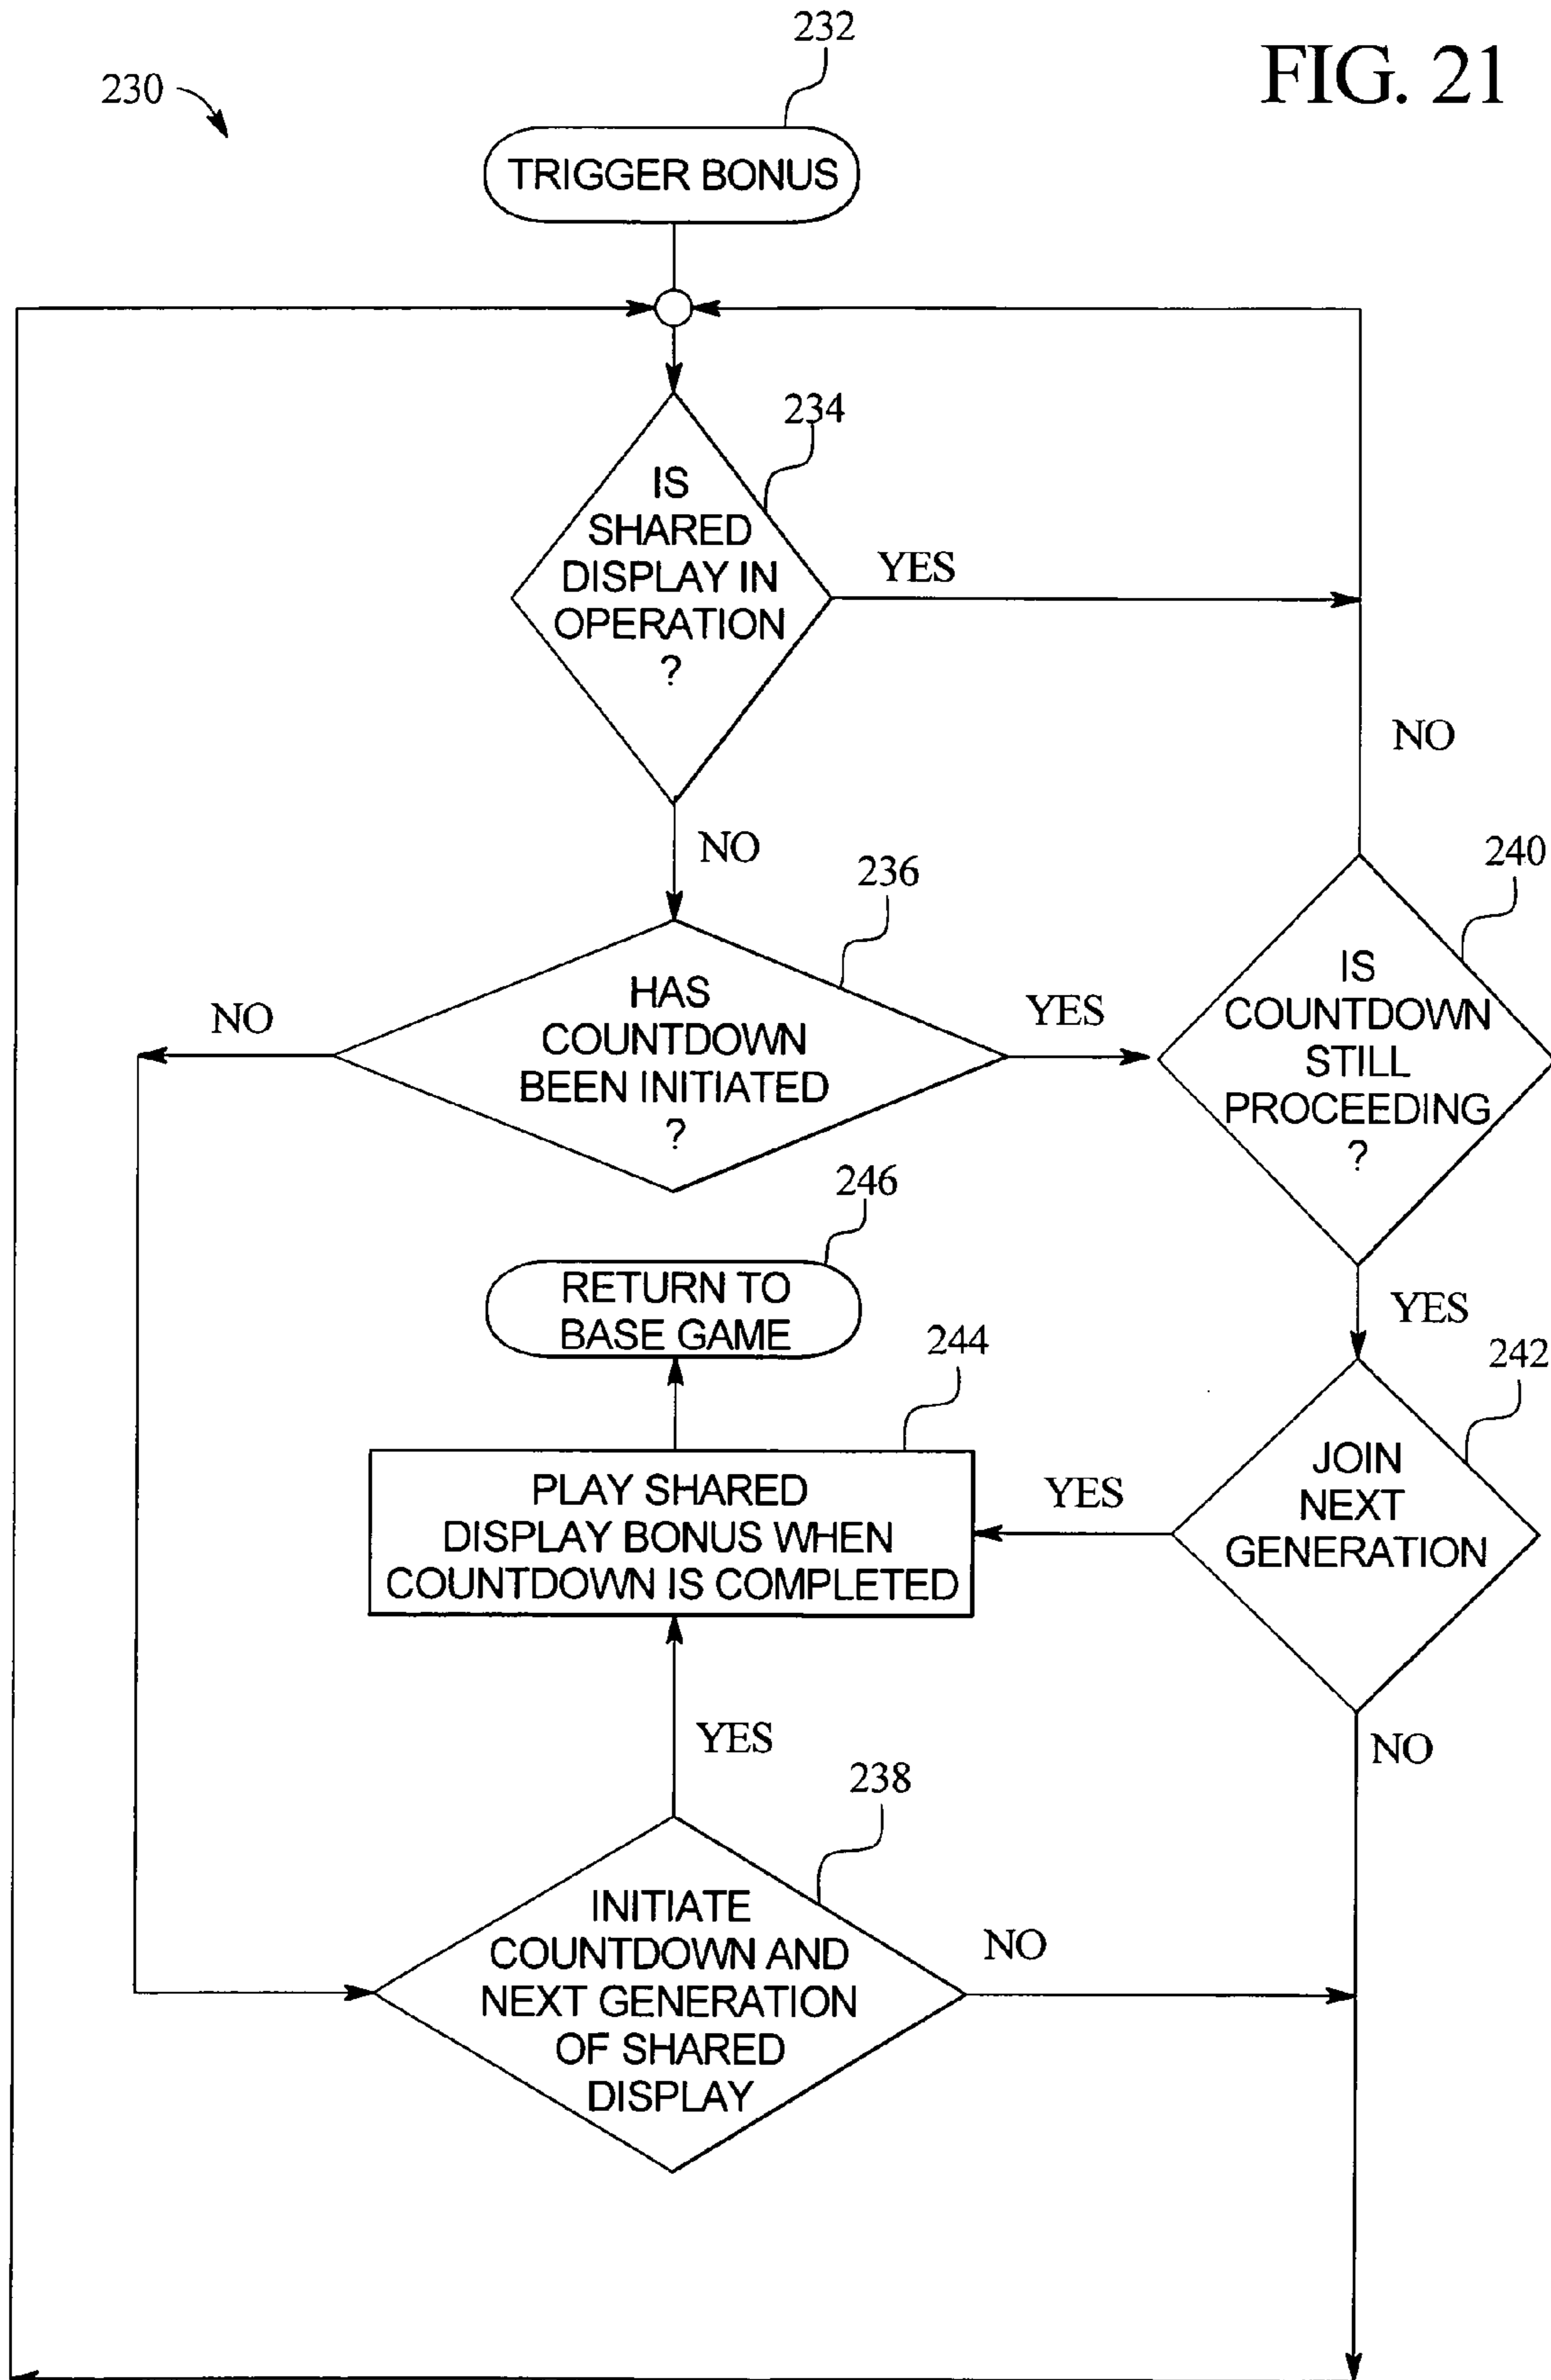 232
FIG. 21
230
TRIGGER BONUS
234
IS
SHARED
DISPLAY IN
OPERATION
?
YES
NO
NO
236
240
HAS
COUNTDOWN
BEEN INITIATED
?
NO
YES
IS
COUNTDOWN
STILL
PROCEEDING
?
246
RETURN TO
BASE GAME
YES
244
242
PLAY SHARED
DISPLAY BONUS WHEN
COUNTDOWN IS COMPLETED
YES
JOIN
NEXT
GENERATION
YES
NO
238
INITIATE
COUNTDOWN AND
NEXT GENERATION
OF SHARED
DISPLAY
NO